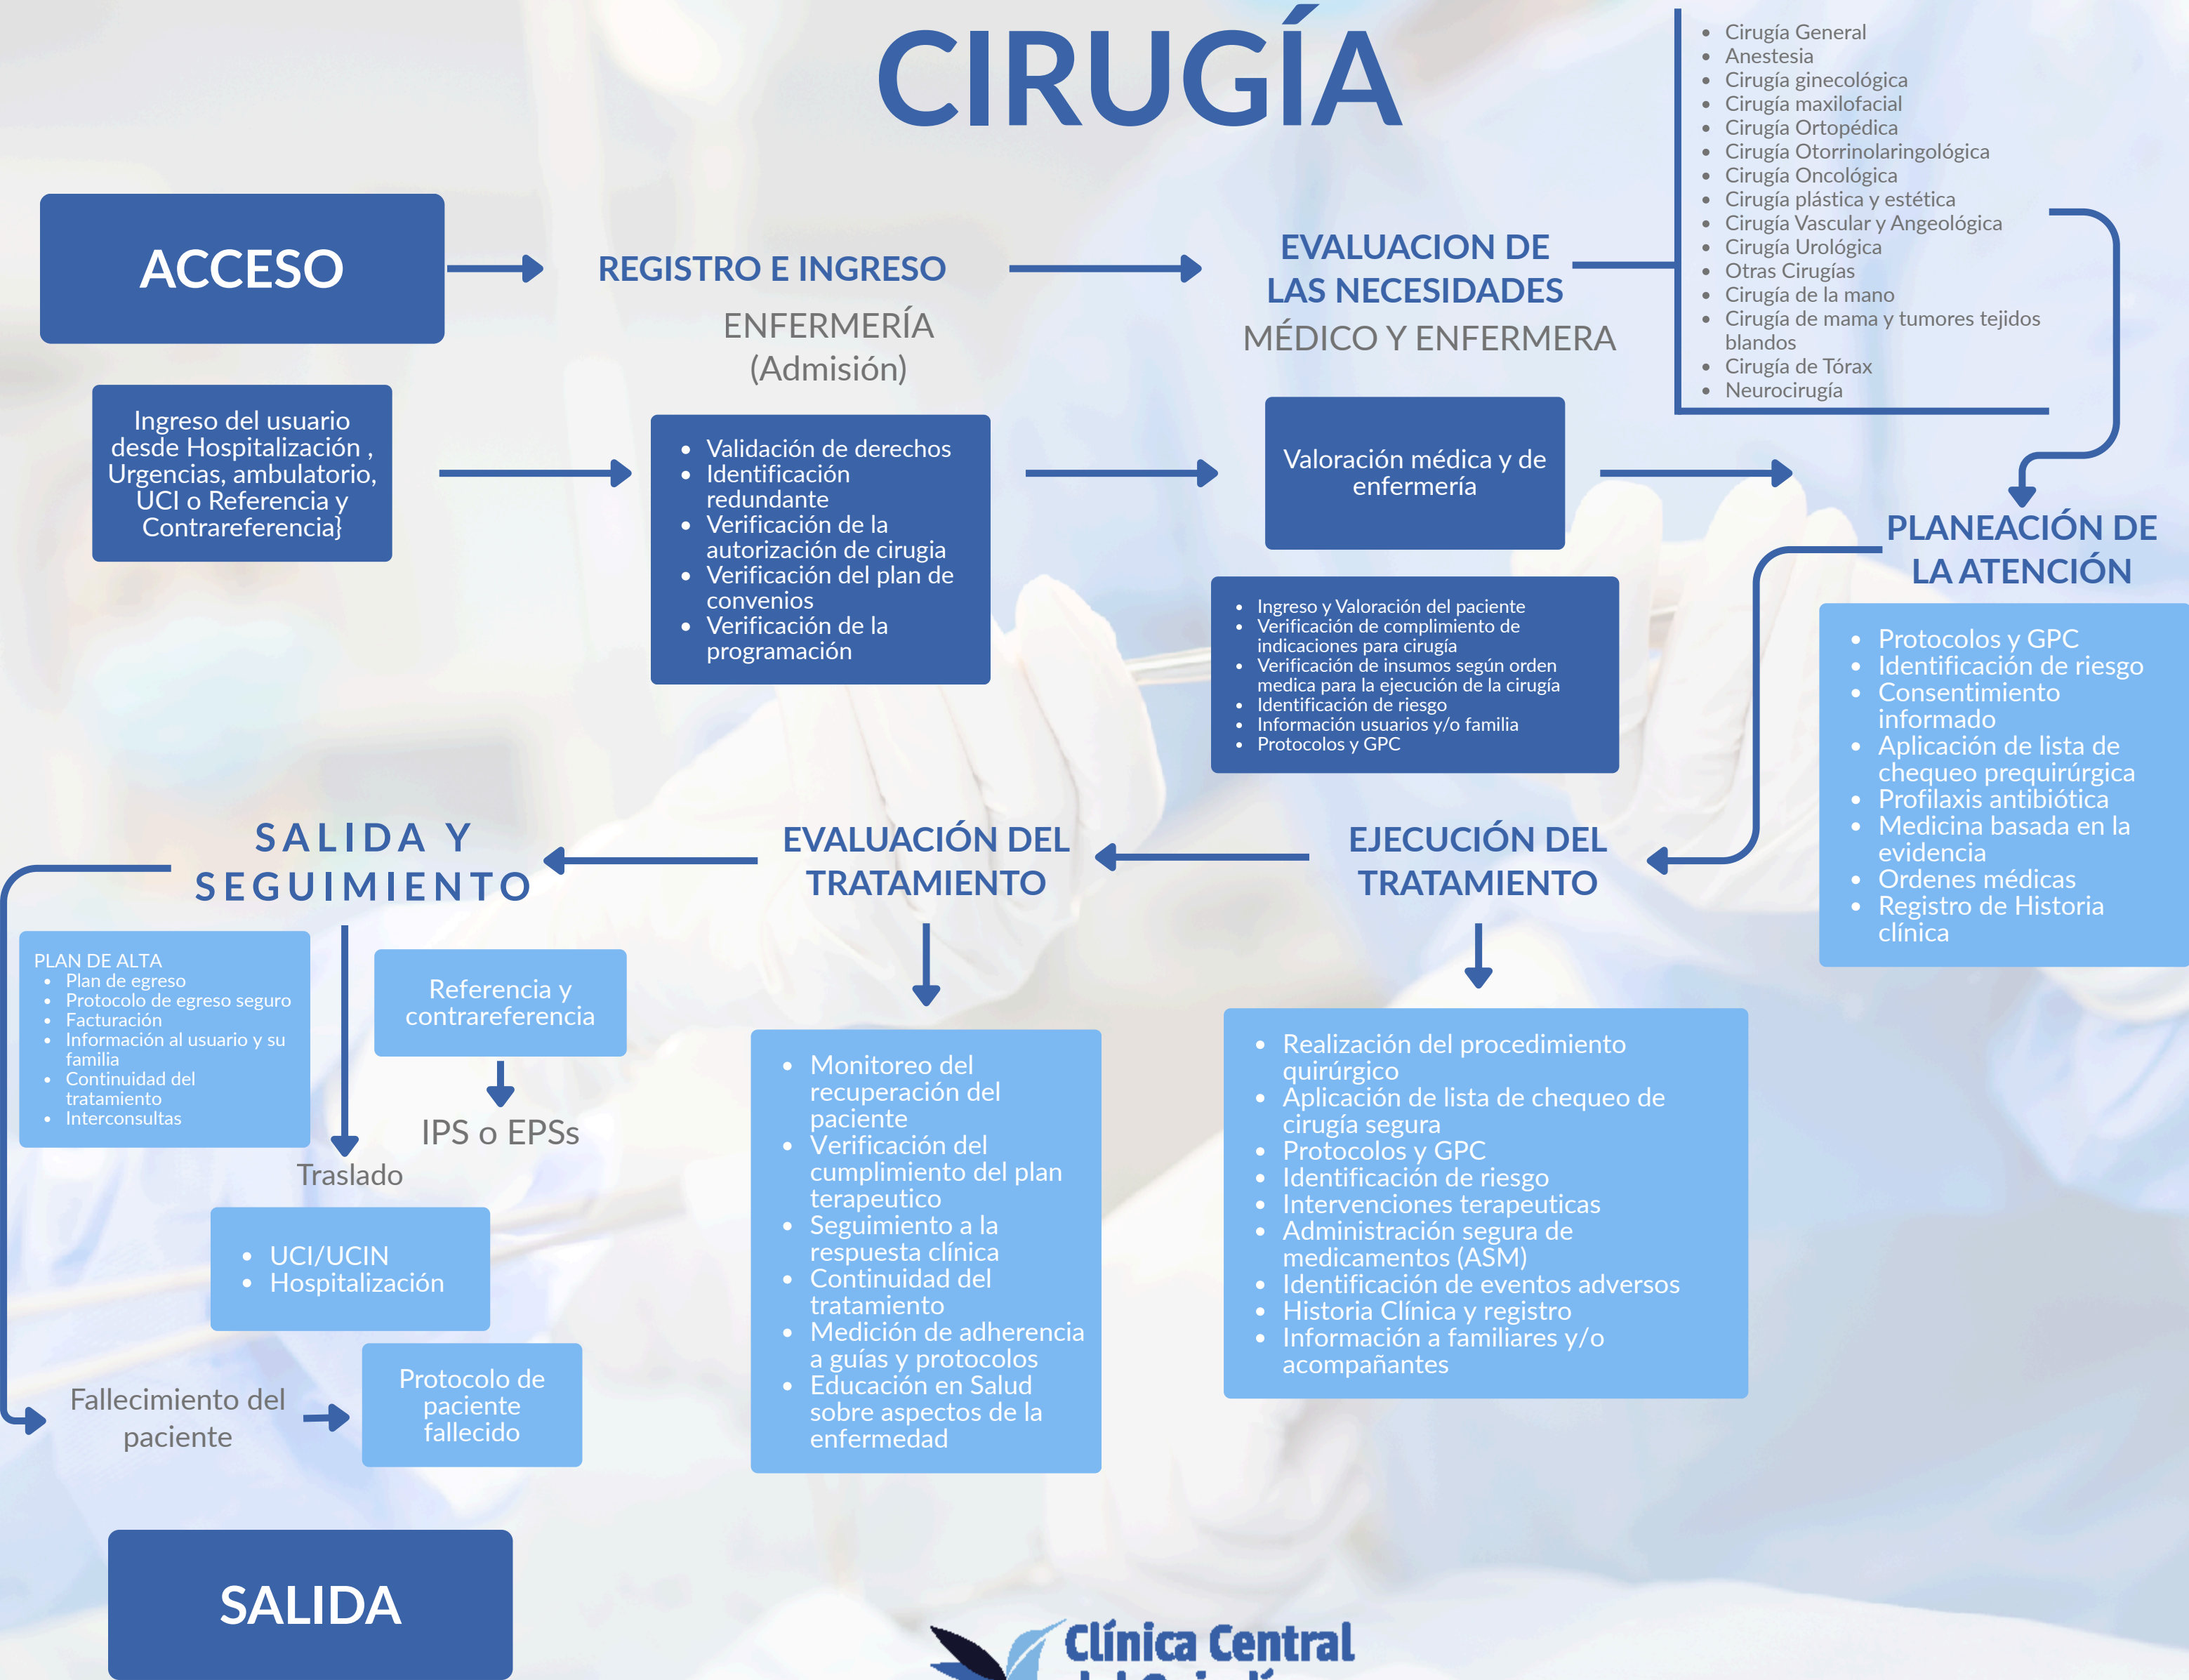 CIRUGÍA
• Cirugía General
• Anestesia
• Cirugía ginecológica
• Cirugía maxilofacial
• Cirugía Ortopédica
• Cirugía Otorrinolaringológica
• Cirugía Oncológica
• Cirugía plástica y estética
• Cirugía Vascular y Angeológica
• Cirugía Urológica
• Otras Cirugías
• Cirugía de la mano
• Cirugía de mama y tumores tejidos
blandos
• Cirugía de Tórax
• Neurocirugía
ACCESO
REGISTRO E INGRESO
ENFERMERÍA
(Admisión)
EVALUACION DE
LAS NECESIDADES
MÉDICO Y ENFERMERA
Ingreso del usuario
desde Hospitalización ,
Urgencias, ambulatorio,
UCI o Referencia y
Contrareferencia}
• Validación de derechos
• Identificación
redundante
• Verificación de la
autorización de cirugia
• Verificación del plan de
convenios
• Verificación de la
programación
Valoración médica y de
enfermería
• Ingreso y Valoración del paciente
• Verificación de complimiento de
indicaciones para cirugía
• Verificación de insumos según orden
medica para la ejecución de la cirugía
• Identificación de riesgo
• Información usuarios y/o familia
• Protocolos y GPC
PLANEACIÓN DE
LA ATENCIÓN
• Protocolos y GPC
• Identificación de riesgo
• Consentimiento
informado
• Aplicación de lista de
chequeo prequirúrgica
• Profilaxis antibiótica
• Medicina basada en la
evidencia
• Ordenes médicas
• Registro de Historia
clínica
EJECUCIÓN DEL
TRATAMIENTO
• Realización del procedimiento
quirúrgico
• Aplicación de lista de chequeo de
cirugía segura
• Protocolos y GPC
• Identificación de riesgo
• Intervenciones terapeuticas
• Administración segura de
medicamentos (ASM)
• Identificación de eventos adversos
• Historia Clínica y registro
• Información a familiares y/o
acompañantes
EVALUACIÓN DEL
TRATAMIENTO
• Monitoreo del
recuperación del
paciente
• Verificación del
cumplimiento del plan
terapeutico
• Seguimiento a la
respuesta clínica
• Continuidad del
tratamiento
• Medición de adherencia
a guías y protocolos
• Educación en Salud
sobre aspectos de la
enfermedad
SALIDA Y
SEGUIMIENTO
PLAN DE ALTA
• Plan de egreso
• Protocolo de egreso seguro
• Facturación
• Información al usuario y su
familia
• Continuidad del
tratamiento
• Interconsultas
Referencia y
contrareferencia
IPS o EPSs
Traslado
• UCI/UCIN
• Hospitalización
Fallecimiento del
paciente
Protocolo de
paciente
fallecido
SALIDA
Clínica Central